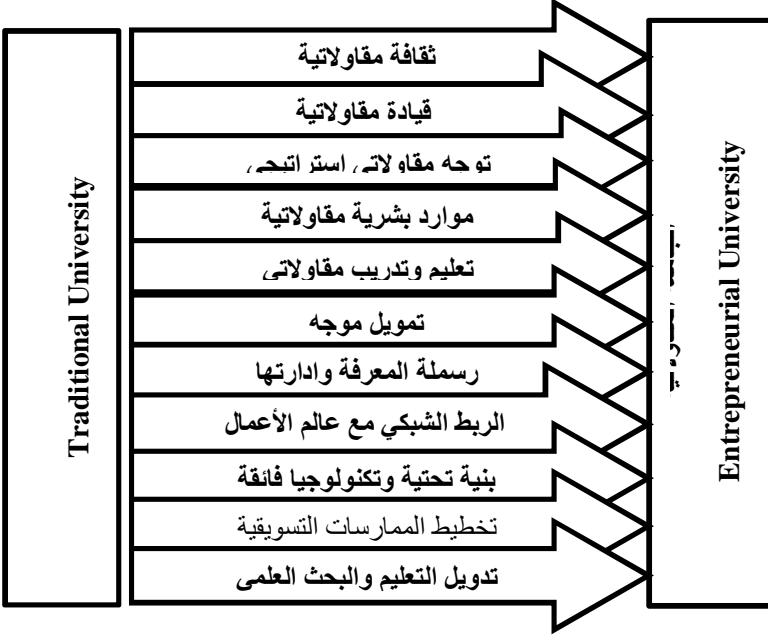 Traditional University
ثقافة مقاولاتية
قيادة مقاولاتية
توجه مقاولاتي استراتيجي
موارد بشرية مقاولاتية
تعليم وتدريب مقاولاتي
تمويل موجه
رسملة المعرفة وادارتها
الربط الشبكي مع عالم الأعمال
بنية تحتية وتكنولوجيا فائقة
تخطيط الممارسات التسويقية
تدويل التعليم والبحث العلمي
Entrepreneurial University